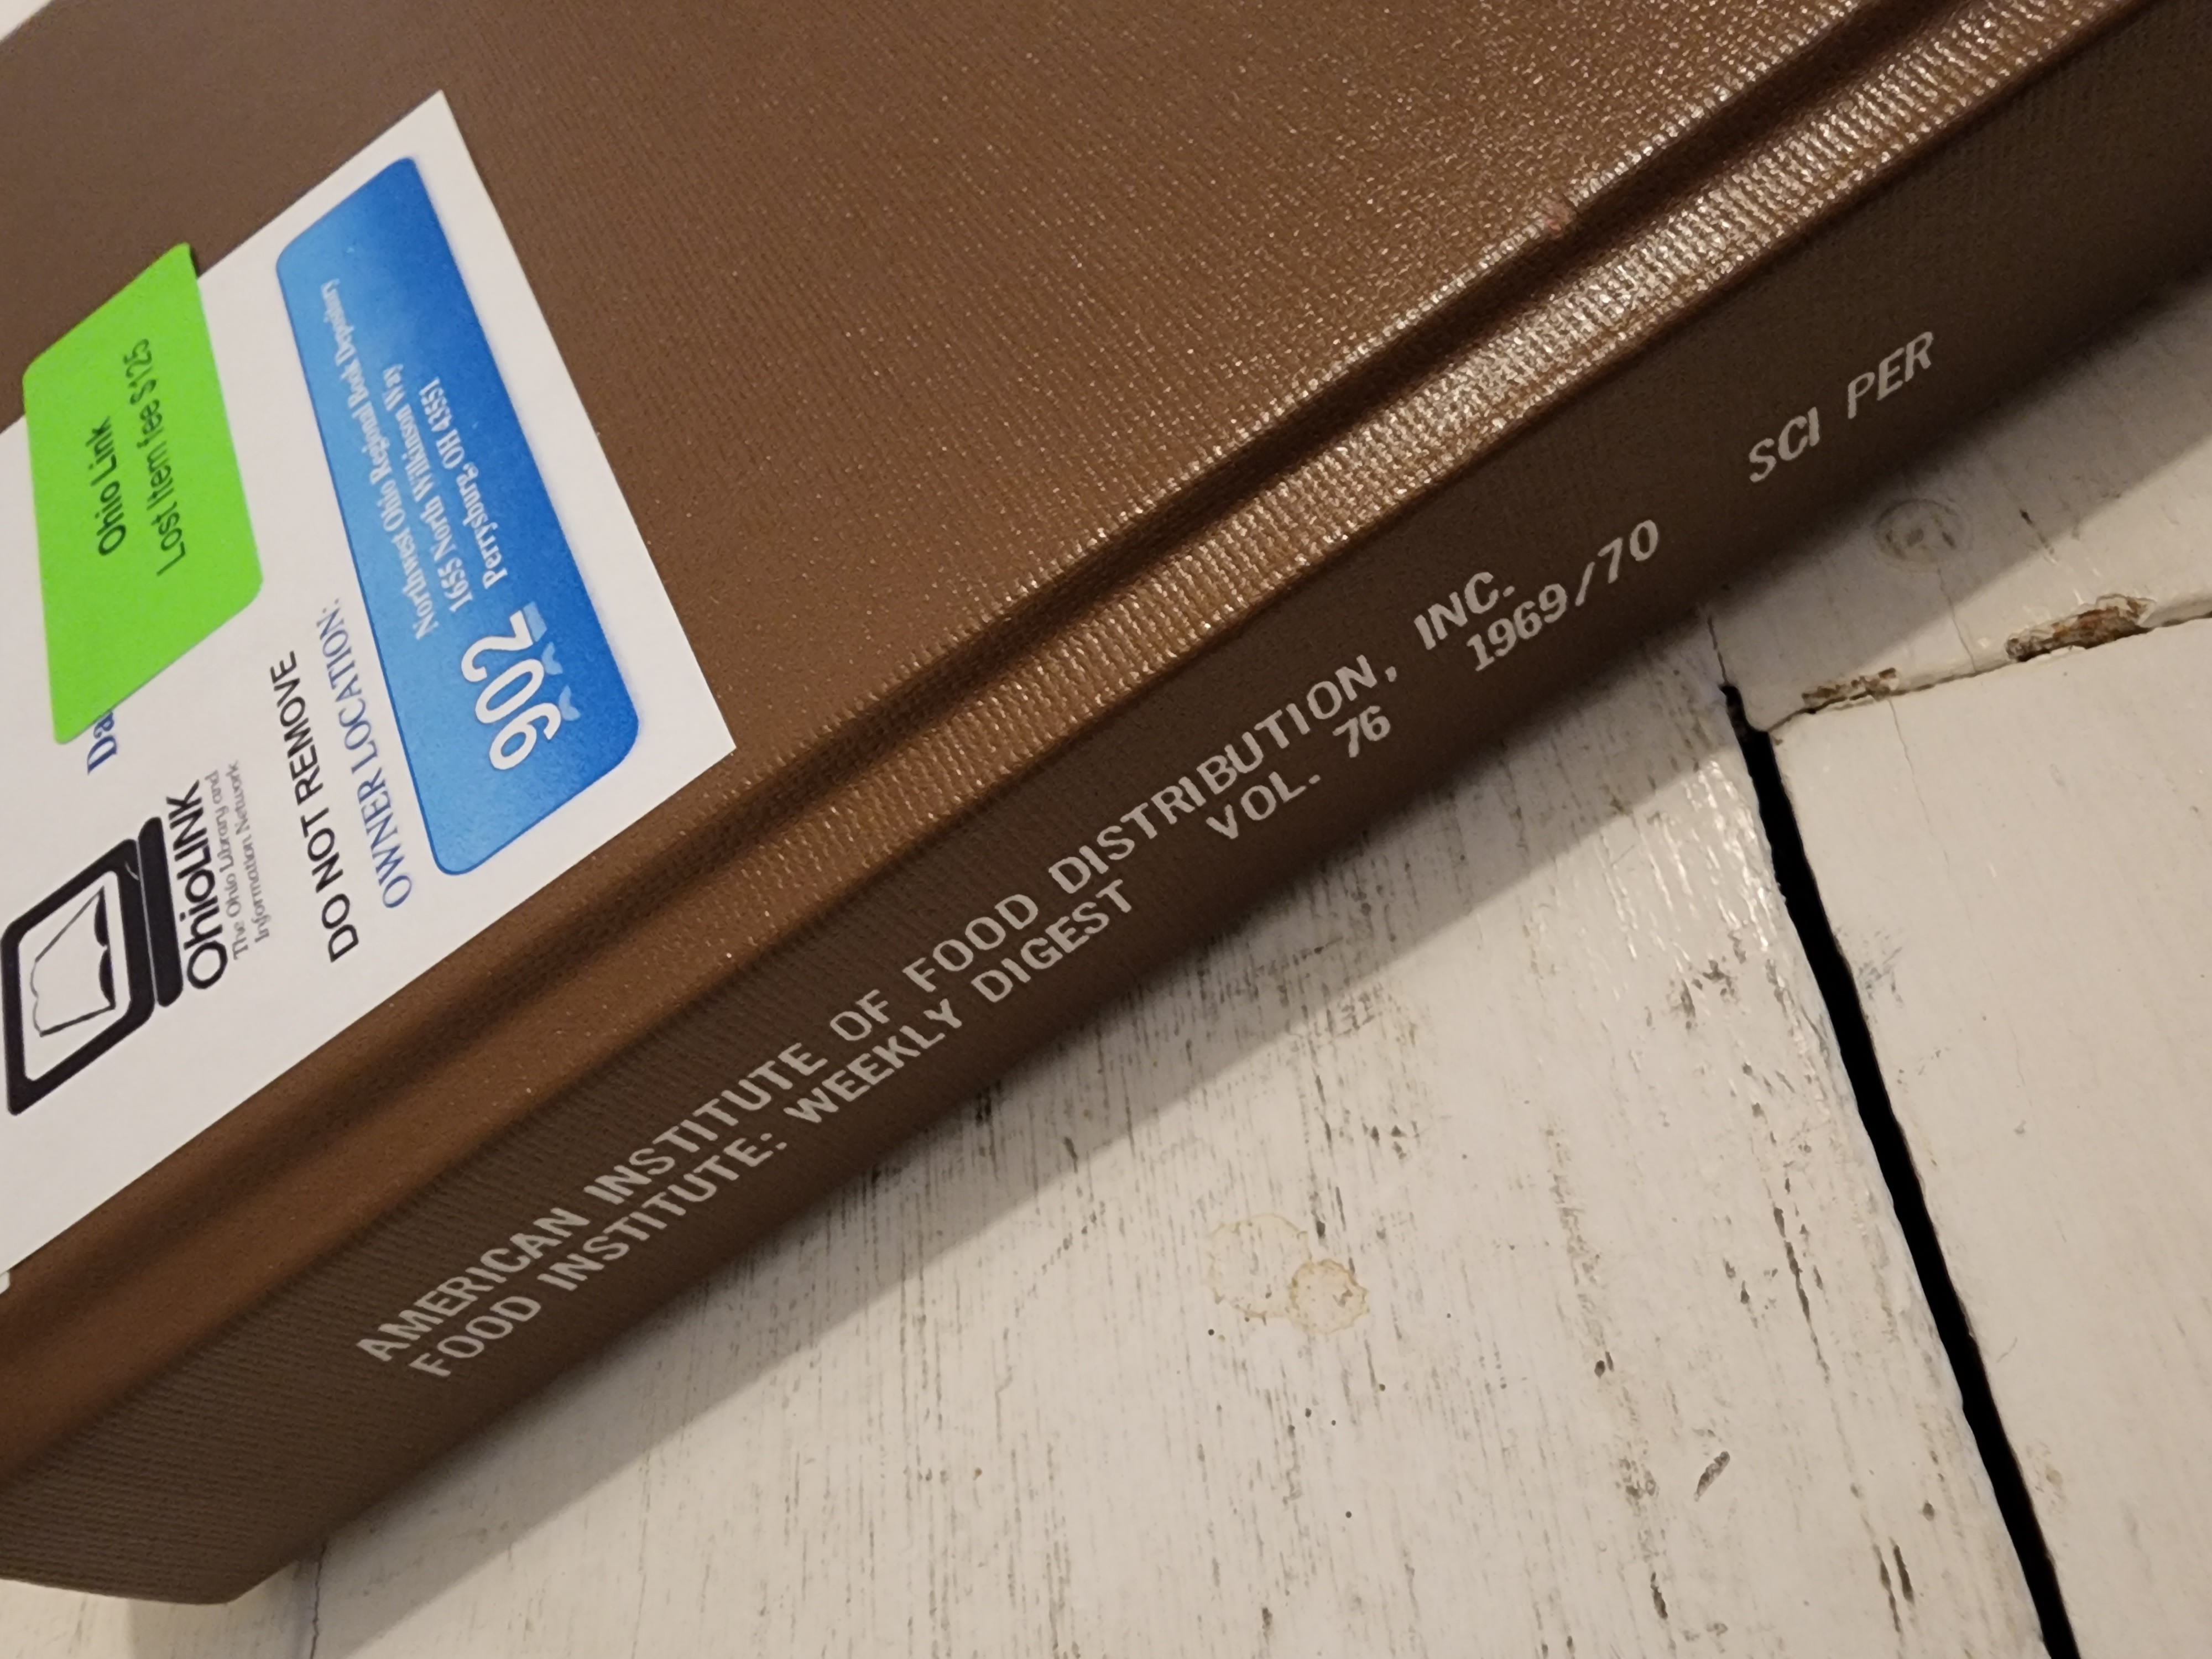 Ohio Link
Lost Item fee $125
Da
OhioLINK
The Ohio Library and
Information Network
DO NOT REMOVE
OWNER LOCATION:
Northwest Ohio Regional Book Depository
1655 North Wilkinson Way
Perrysburg, OH 43551
902
AMERICAN INSTITUTE OF FOOD DISTRIBUTION, INC.
FOOD INSTITUTE: WEEKLY DIGEST VOL. 76 1969/70
SCI PER